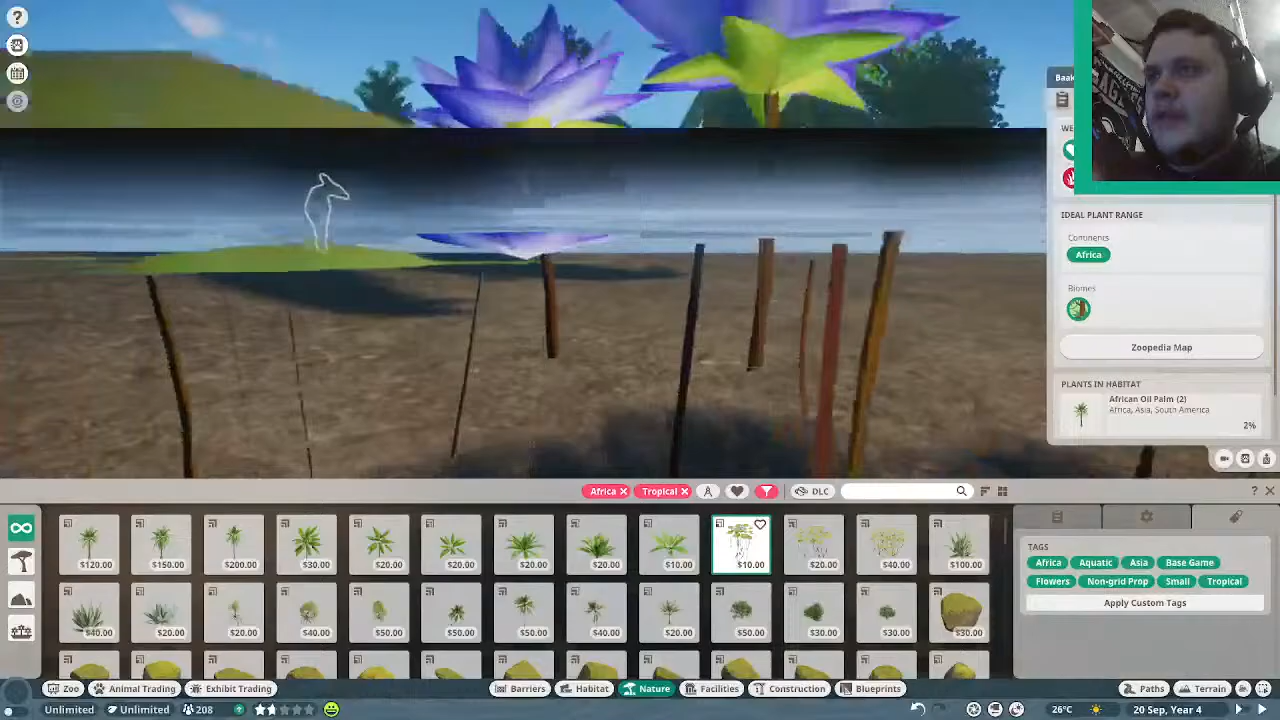 Baak
WE
IDEAL PLANT RANGE
Continents
Africa
Biomes
Zoopedia Map
PLANTS IN HABITAT
African Oil Palm (2)
Africa, Asia, South America
2%
Africa × Tropical × DLC ? ×
$120.00 $150.00 $200.00 $30.00 $20.00 $20.00 $20.00 $20.00 $10.00 $10.00 $20.00 $40.00 $100.00
$40.00 $20.00 $20.00 $40.00 $50.00 $50.00 $50.00 $40.00 $20.00 $50.00 $30.00 $30.00 $30.00
TAGS
Africa Aquatic Asia Base Game
Flowers Non-grid Prop Small Tropical
Apply Custom Tags
Zoo Animal Trading Exhibit Trading Barriers Habitat Nature Facilities Construction Blueprints Paths Terrain
Unlimited Unlimited 208 26°C 20 Sep, Year 4